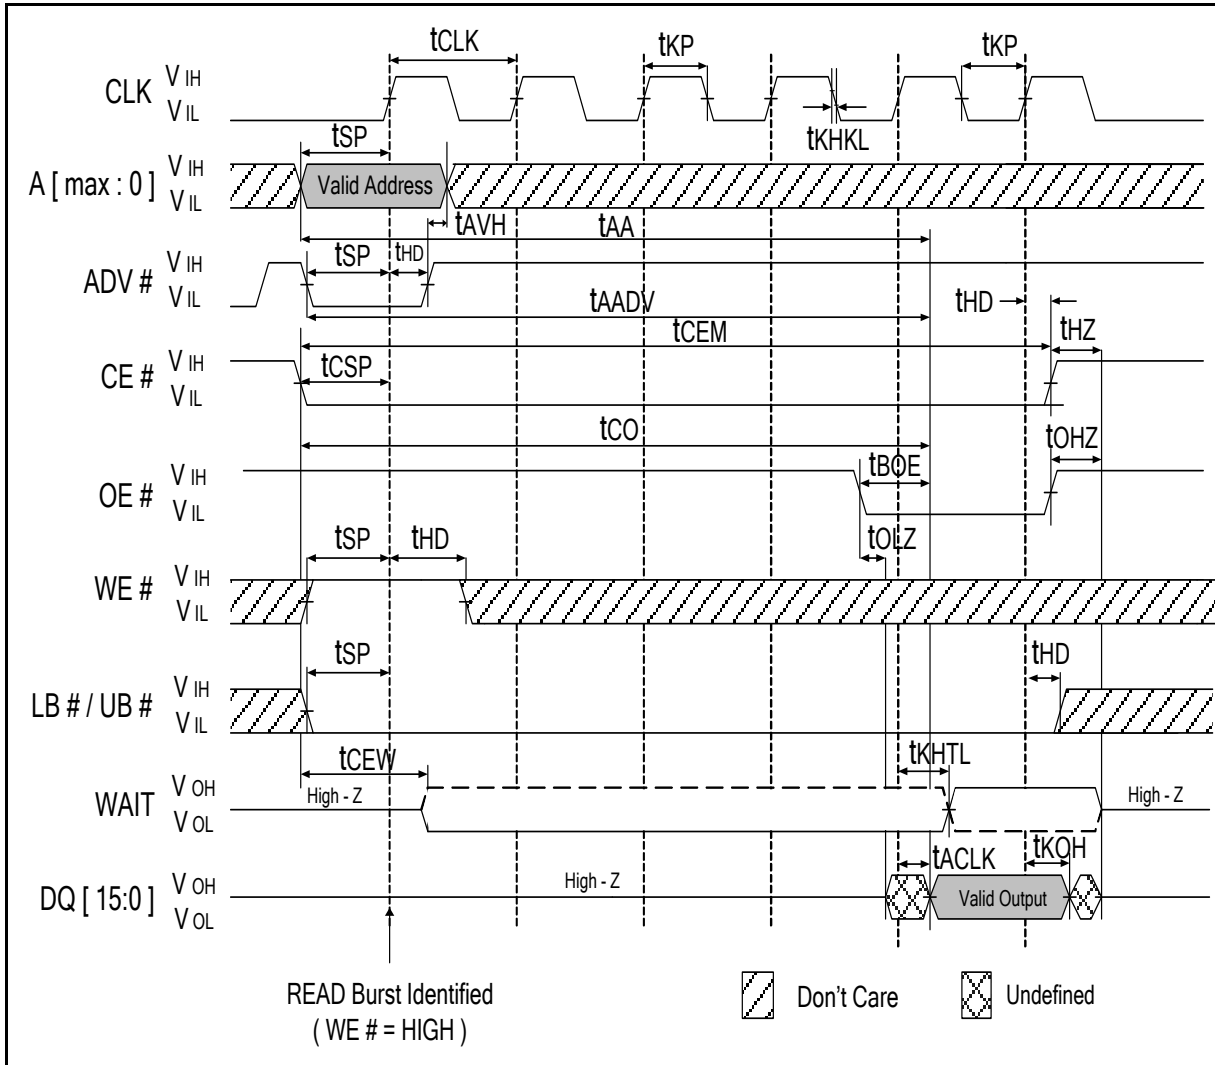 tCLK tKP tKP
CLK V IH
V IL
tKHKL
tSP
A [ max : 0 ] V IH Valid Address
V IL
tAVH tAA
tSP tHD
ADV # V IH
V IL
tAADV tHD
tCEM tHZ
CE # V IH tCSP
V IL
tCO tOHZ
OE # V IH tBOE
V IL
tSP tHD tOLZ
WE # V IH
V IL
tSP tHD
LB # / UB # V IH
V IL
tCEW tKHTL
WAIT V OH High - Z High - Z
V OL
tACLK tKOH
DQ [ 15:0 ] V OH High - Z Valid Output
V OL
READ Burst Identified
( WE # = HIGH )
Don't Care Undefined